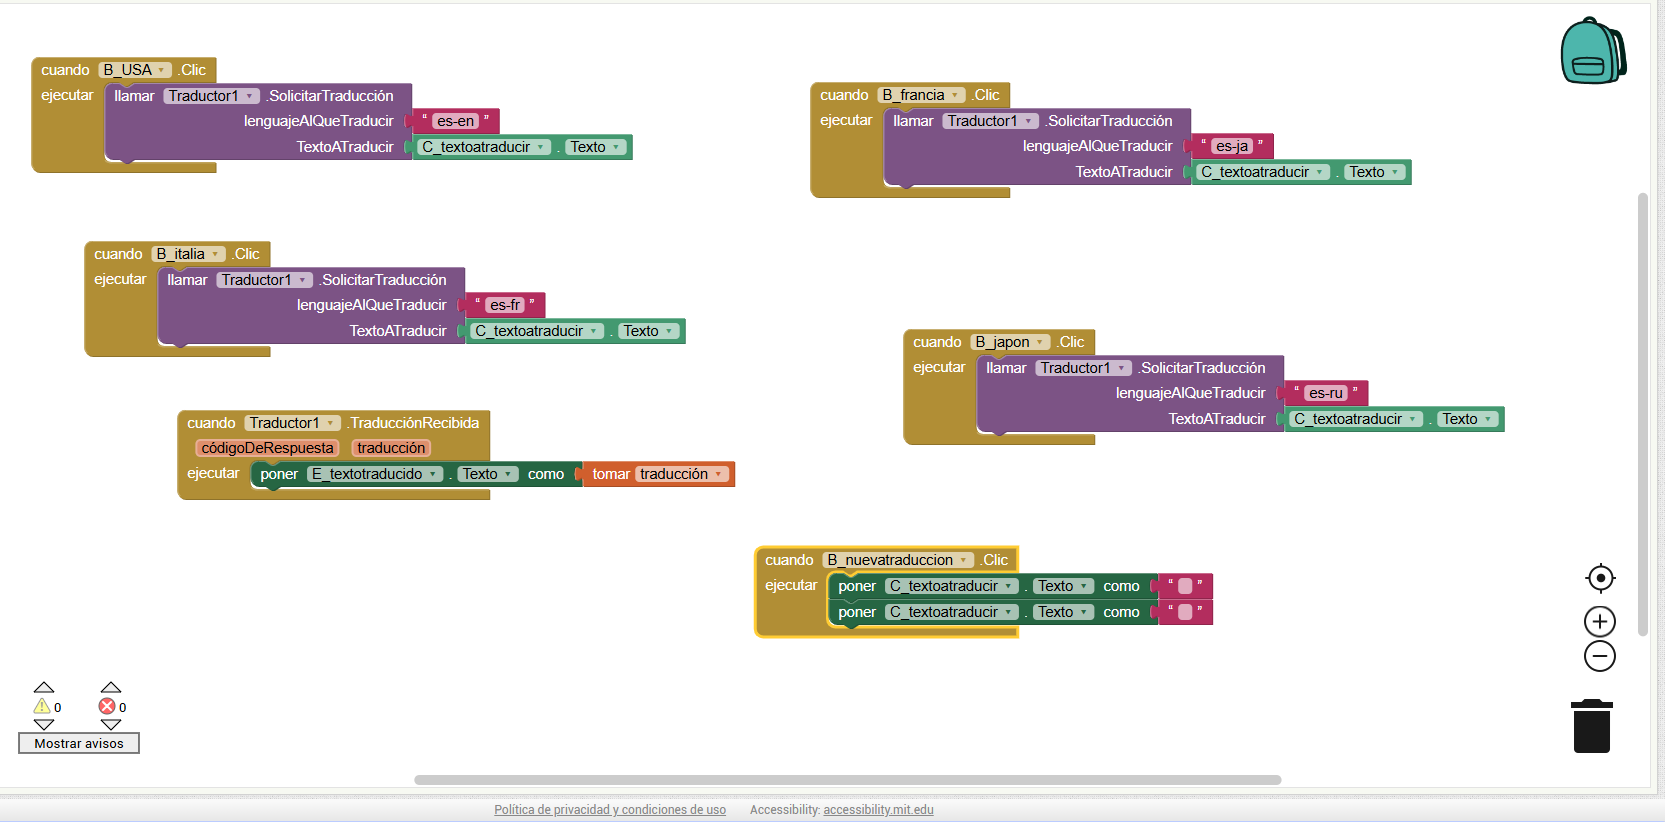 cuando B_USA .Clic
ejecutar llamar Traductor1 .SolicitarTraducción
lenguajeAlQueTraducir " es-en "
TextoATraducir C_textoatraducir . Texto
cuando B_francia .Clic
ejecutar llamar Traductor1 .SolicitarTraducción
lenguajeAlQueTraducir " es-ja "
TextoATraducir C_textoatraducir . Texto
cuando B_italia .Clic
ejecutar llamar Traductor1 .SolicitarTraducción
lenguajeAlQueTraducir " es-fr "
TextoATraducir C_textoatraducir . Texto
cuando B_japon .Clic
ejecutar llamar Traductor1 .SolicitarTraducción
lenguajeAlQueTraducir " es-ru "
TextoATraducir C_textoatraducir . Texto
cuando Traductor1 .TraducciónRecibida
códigoDeRespuesta traducción
ejecutar poner E_textotraducido . Texto como tomar traducción
cuando B_nuevatraduccion .Clic
ejecutar poner C_textoatraducir . Texto como " "
poner C_textoatraducir . Texto como " "
0 0
Mostrar avisos
Política de privacidad y condiciones de uso Accessibility: accessibility.mit.edu